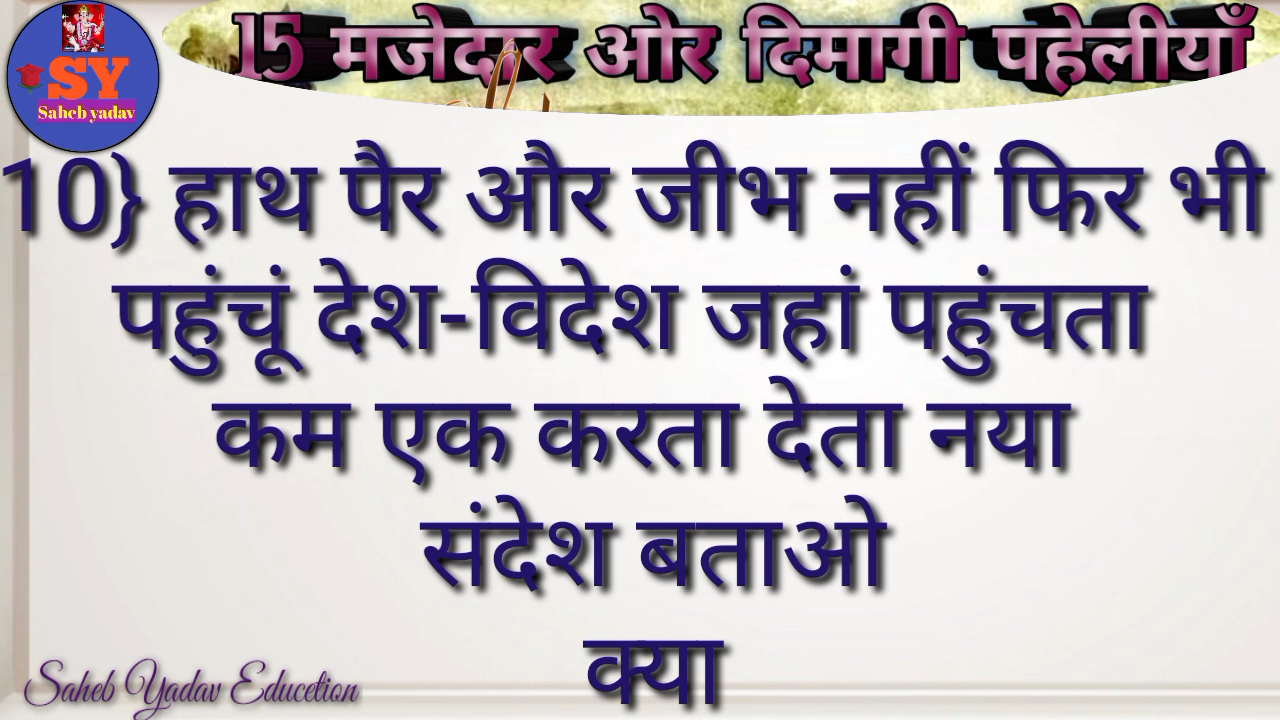 15 मजेदार ओर दिमागी पहेलीयाँ
SY
Saheb yadav
10} हाथ पैर और जीभ नहीं फिर भी
पहुंचूं देश-विदेश जहां पहुंचता
कम एक करता देता नया
संदेश बताओ
क्या
Saheb Yadav Educetion